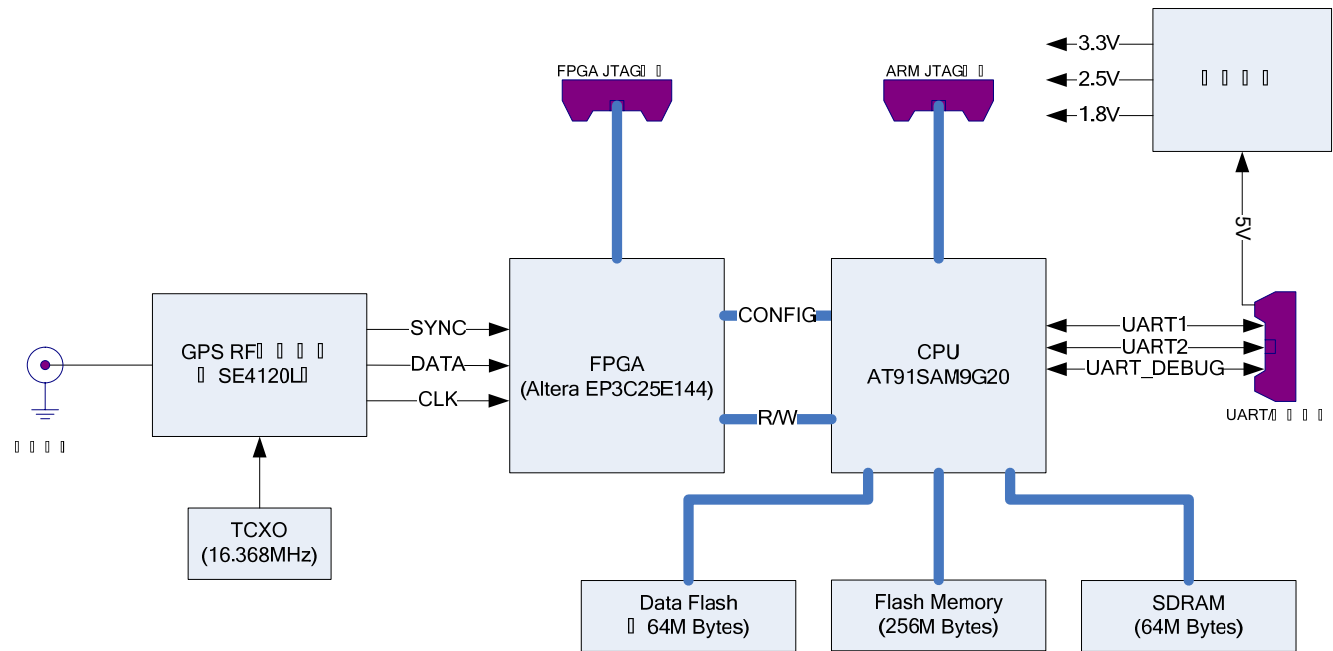 3.3V
2.5V
1.8V
FPGA JTAG
ARM JTAG
5V
GPS RF
SE4120L
SYNC
DATA
CLK
FPGA
(Altera EP3C25E144)
CONFIG
R/W
CPU
AT91SAM9G20
UART1
UART2
UART_DEBUG
UART/
TCXO
(16.368MHz)
Data Flash
64M Bytes)
Flash Memory
(256M Bytes)
SDRAM
(64M Bytes)